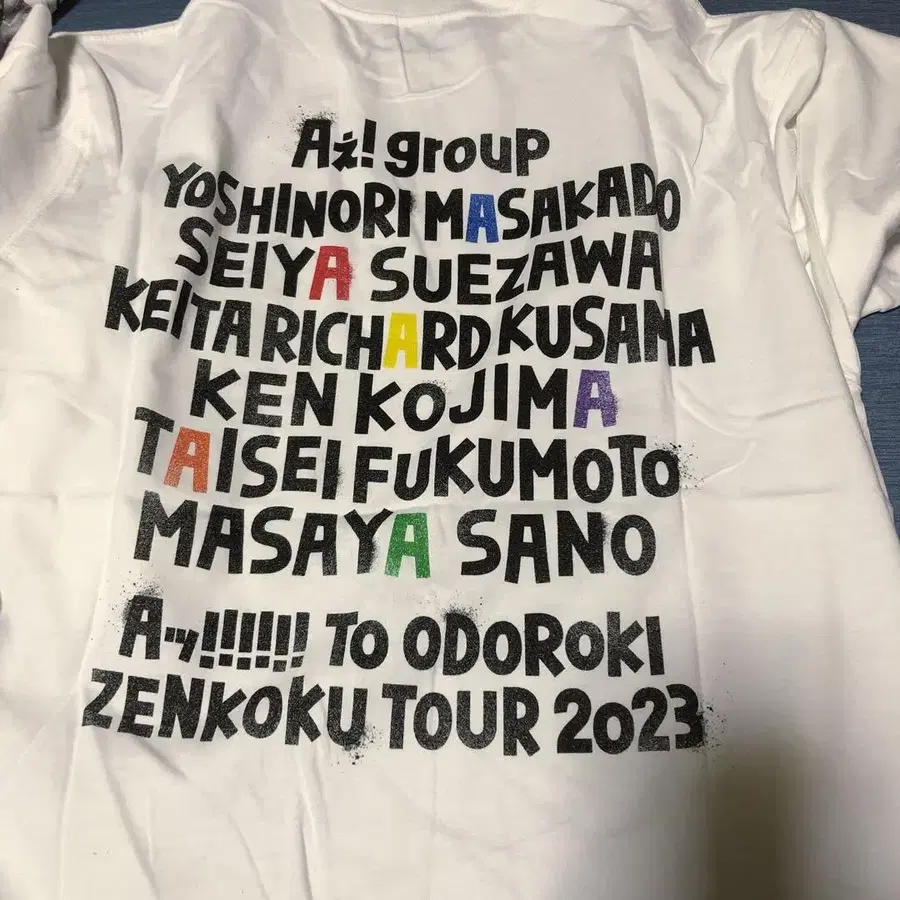 Aぇ! group
YOSHINORI MASAKADO
SEIYA SUEZAWA
KEITA RICHARD KUSAMA
KEN KOJIMA
TAISEI FUKUMOTO
MASAYA SANO
Aッ!!!!!!! TO ODOROKI
ZENKOKU TOUR 2023